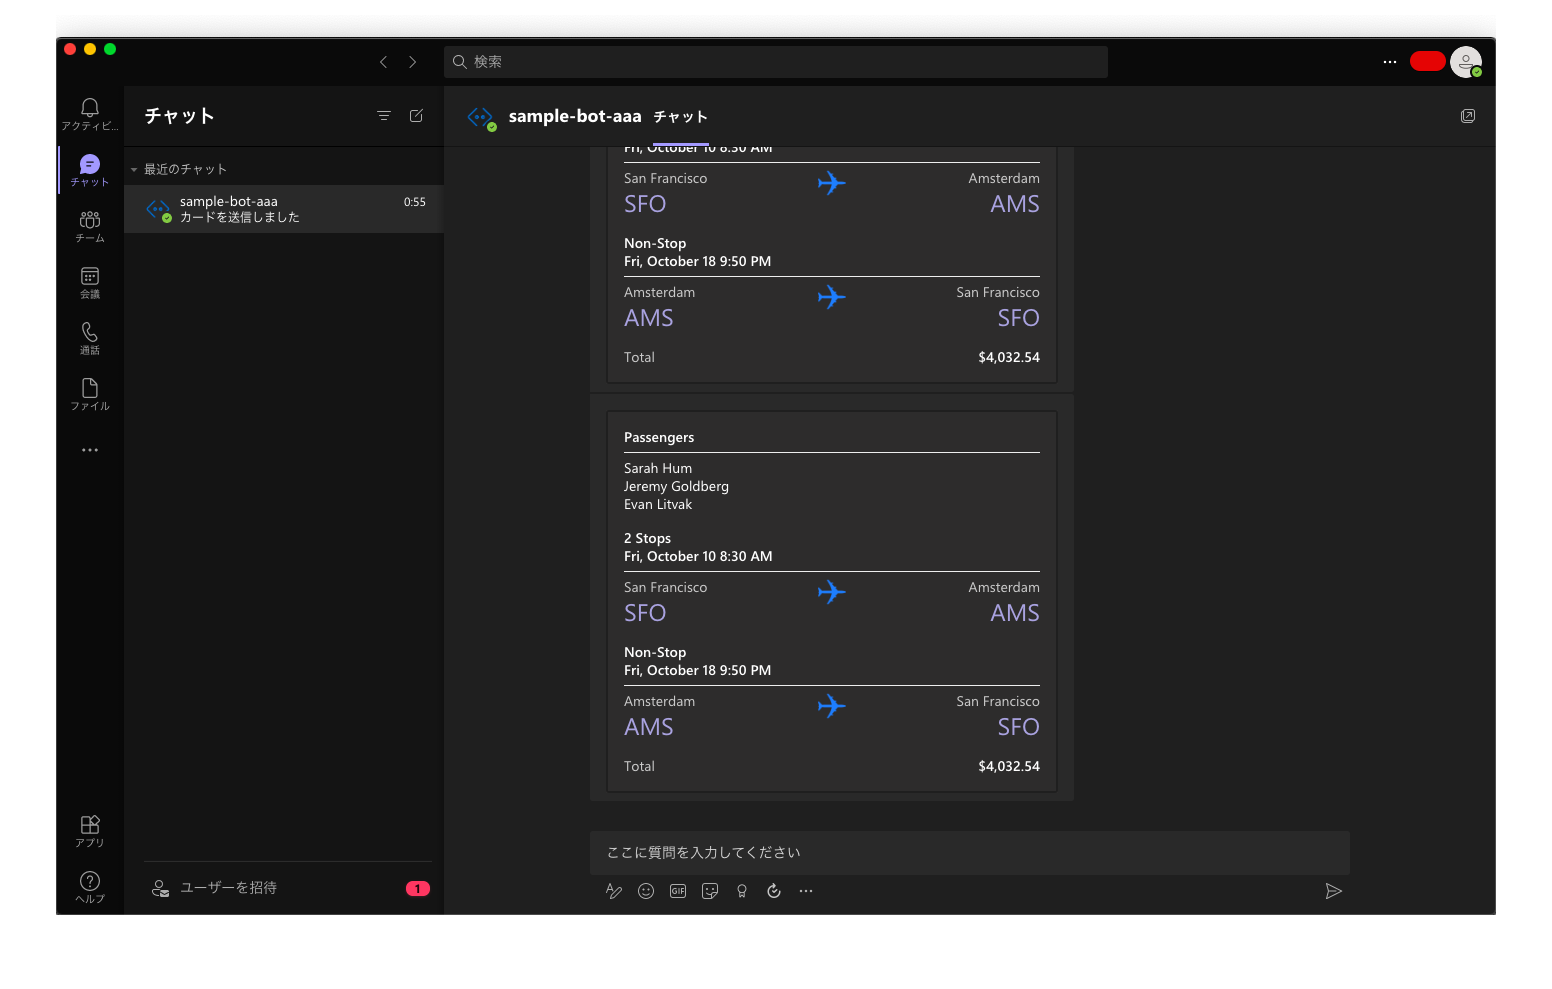 検索
アクティビ...
チャット
チーム
会議
通話
ファイル
アプリ
ヘルプ
チャット
最近のチャット
sample-bot-aaa 0:55
カードを送信しました
ユーザーを招待 1
sample-bot-aaa チャット
Fri, October 10 8:30 AM
San Francisco Amsterdam
SFO AMS
Non-Stop
Fri, October 18 9:50 PM
Amsterdam San Francisco
AMS SFO
Total $4,032.54
Passengers
Sarah Hum
Jeremy Goldberg
Evan Litvak
2 Stops
Fri, October 10 8:30 AM
San Francisco Amsterdam
SFO AMS
Non-Stop
Fri, October 18 9:50 PM
Amsterdam San Francisco
AMS SFO
Total $4,032.54
ここに質問を入力してください
GIF